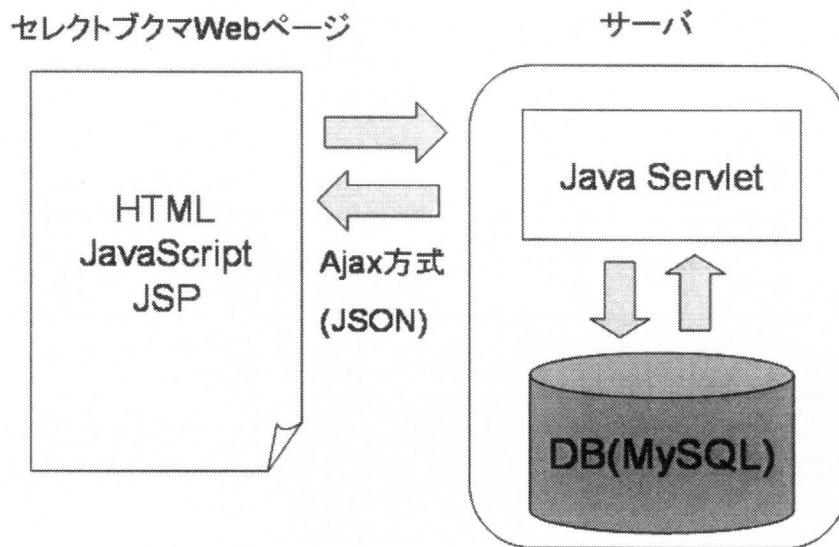 セレクトブクマWebページ
サーバ
HTML
JavaScript
JSP
Ajax方式
(JSON)
Java Servlet
DB(MySQL)